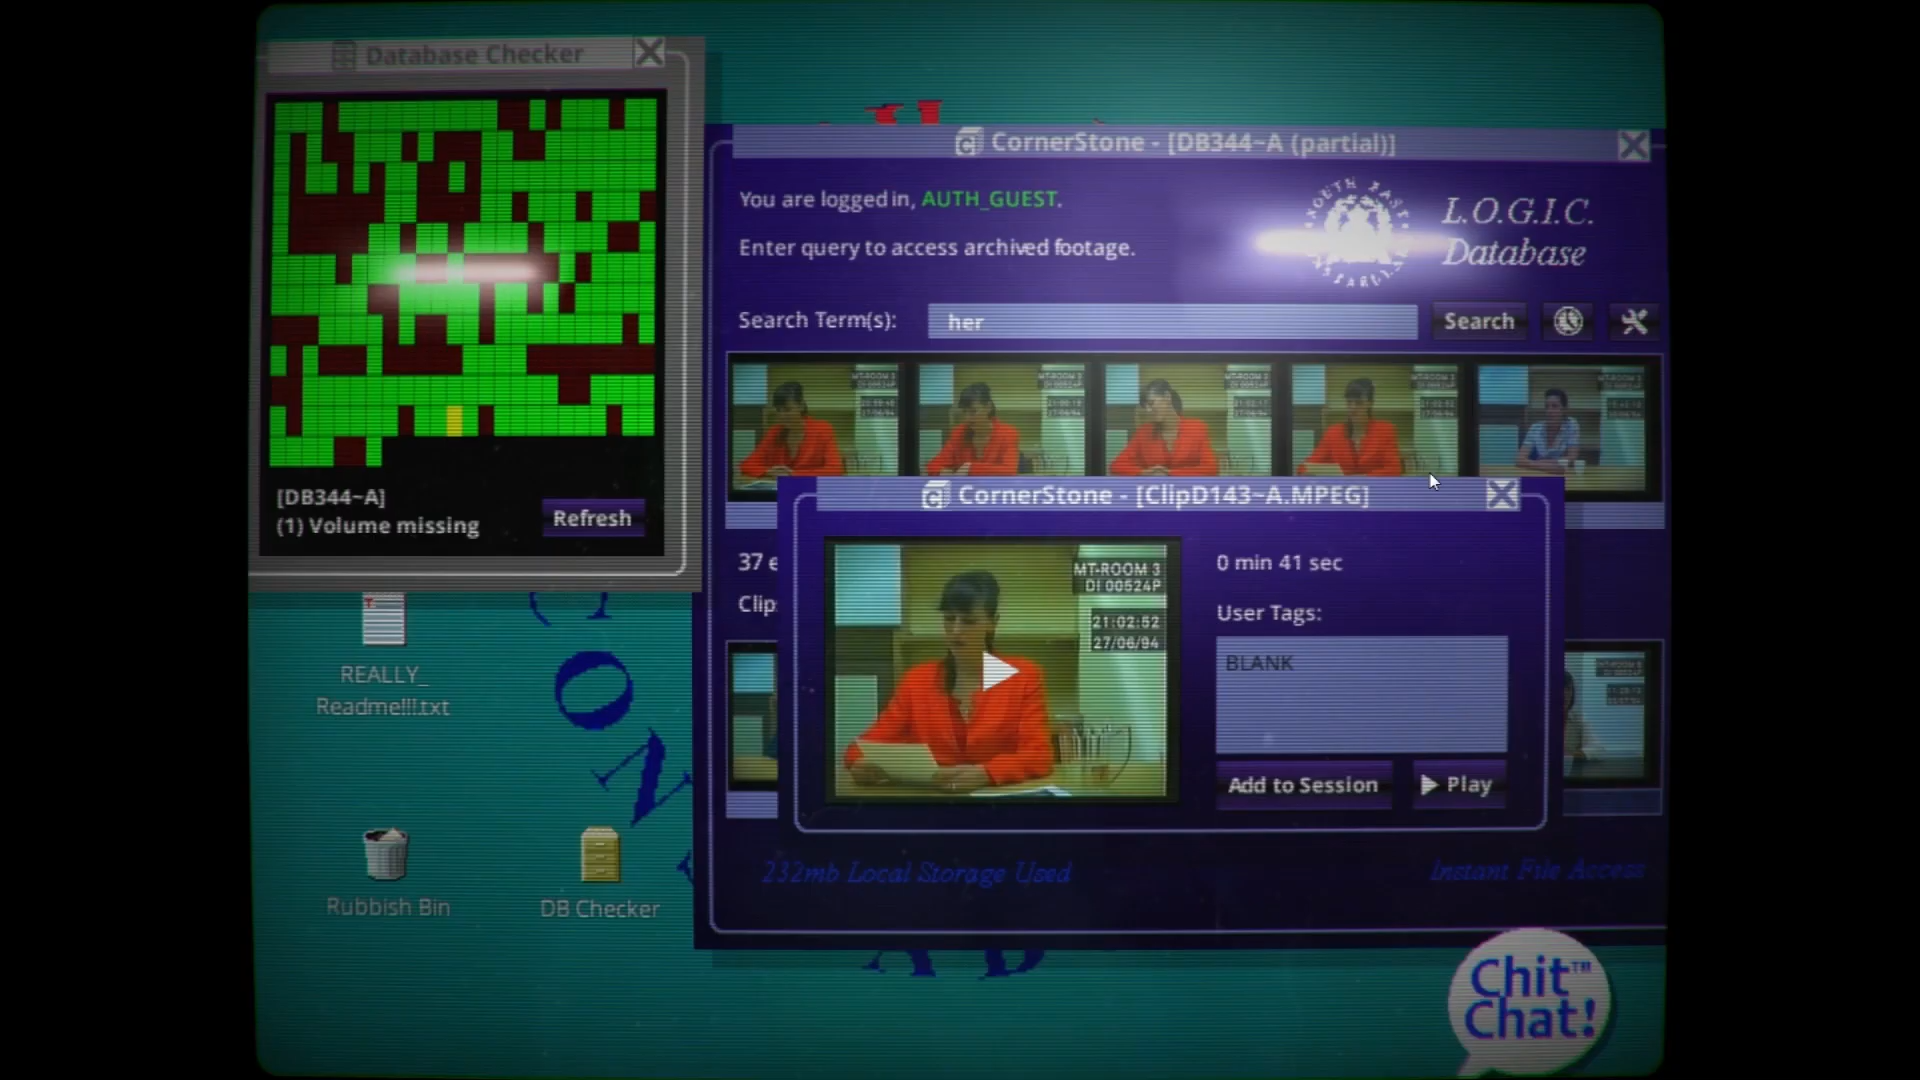 Database Checker
[DB344~A]
(1) Volume missing
Refresh
CornerStone - [DB344~A (partial)]
You are logged in, AUTH_GUEST.
Enter query to access archived footage.
L.O.G.I.C.
Database
Search Term(s):
her
Search
37 e
Clip
CornerStone - [ClipD143~A.MPEG]
MT-ROOM 3
DI 00524P
21:02:52
27/06/94
0 min 41 sec
User Tags:
BLANK
Add to Session
Play
232mb Local Storage Used
Instant File Access
REALLY_
Readme!!!.txt
Rubbish Bin
DB Checker
Chit™
Chat!